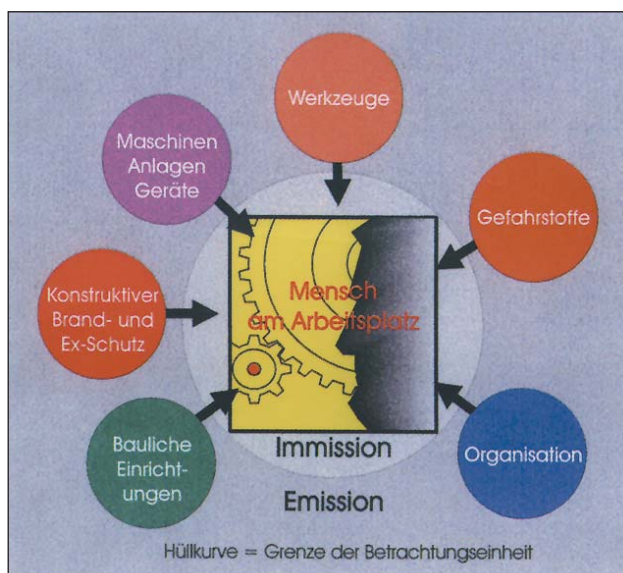 Werkzeuge
Maschinen
Anlagen
Geräte
Gefahrstoffe
Mensch
am Arbeitsplatz
Konstruktiver
Brand- und
Ex-Schutz
Bauliche
Einricht-
ungen
Immission
Organisation
Emission
Hüllkurve = Grenze der Betrachtungseinheit